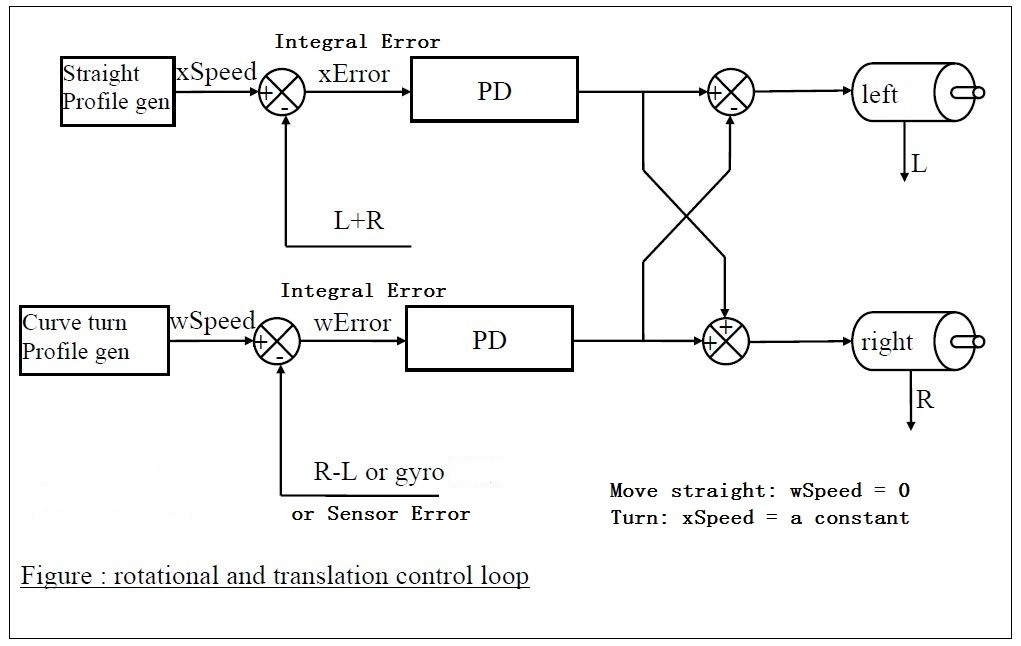 Integral Error
Straight
Profile gen
xSpeed
+
-
xError
PD
+
-
left
L
L+R
Integral Error
Curve turn
Profile gen
wSpeed
+
-
wError
PD
+
+
right
R
R-L or gyro
or Sensor Error
Move straight: wSpeed = 0
Turn: xSpeed = a constant
Figure : rotational and translation control loop